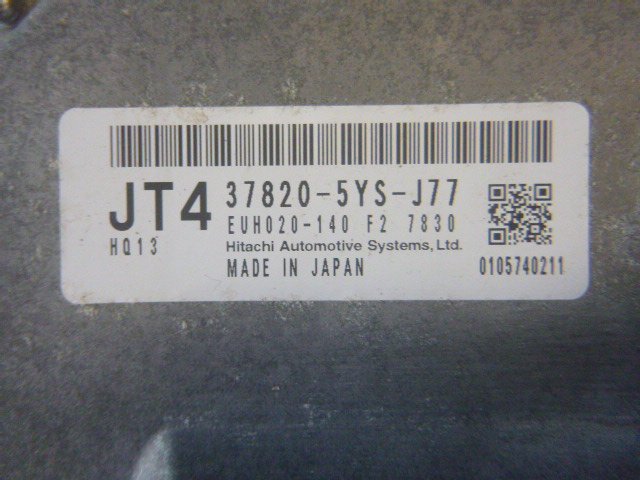 JT4 37820-5YS-J77
HQ13 EUH020-140 F2 7830
Hitachi Automotive Systems, Ltd.
MADE IN JAPAN 0105740211